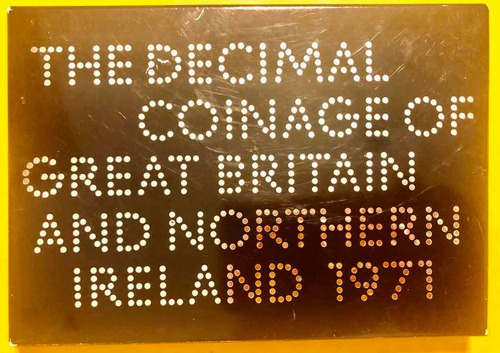 THE DECIMAL
COINAGE OF
GREAT BRITAIN
AND NORTHERN
IRELAND 1971